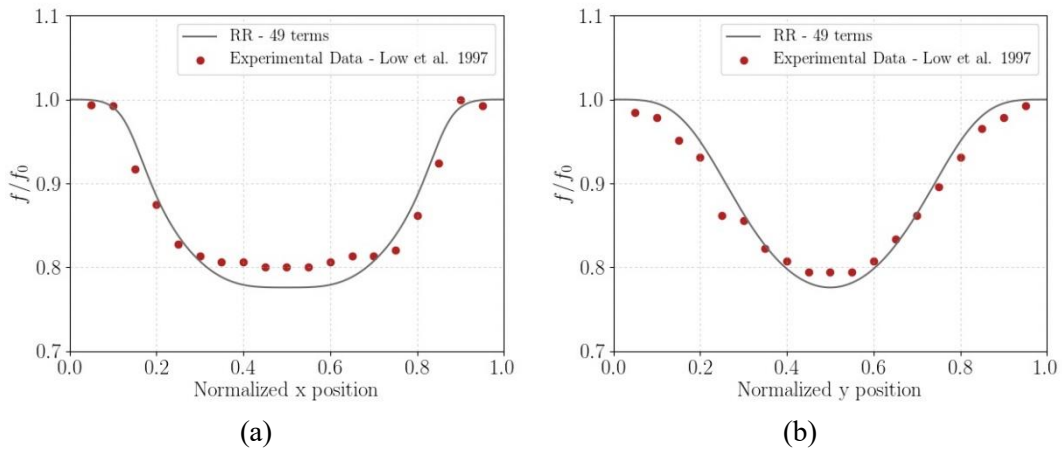 1.1
1.0
0.9
0.8
0.7
f/f0
RR - 49 terms
Experimental Data - Low et al. 1997
0.0 0.2 0.4 0.6 0.8 1.0
Normalized x position
(a)
1.1
1.0
0.9
0.8
0.7
f/f0
RR - 49 terms
Experimental Data - Low et al. 1997
0.0 0.2 0.4 0.6 0.8 1.0
Normalized y position
(b)